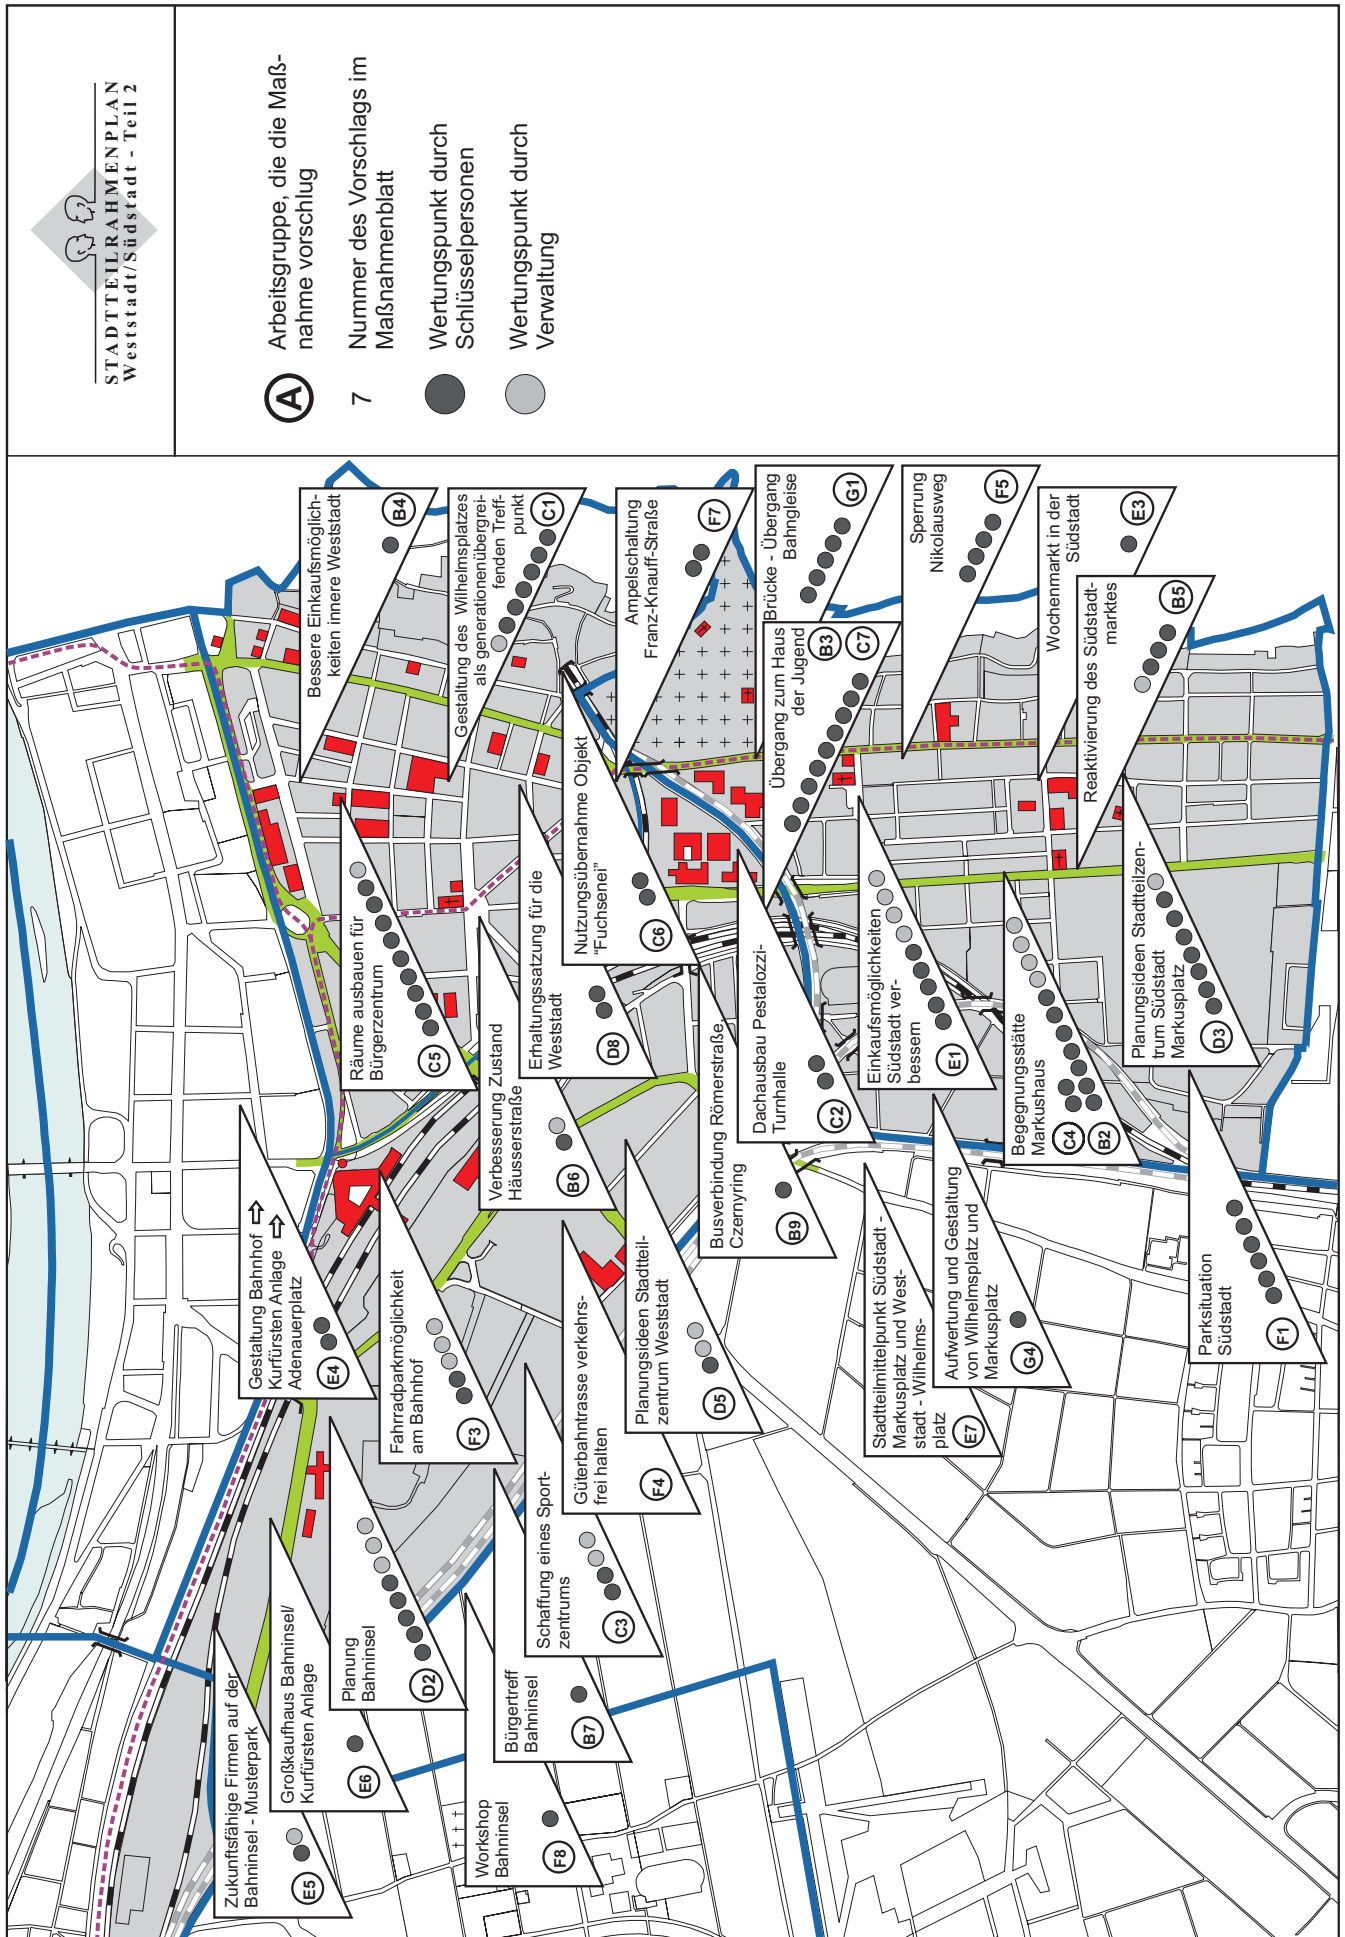 STADTTEILRAHMENPLAN
Weststadt/Südstadt - Teil 2
A
Arbeitsgruppe, die die Maß-
nahme vorschlug
7
Nummer des Vorschlags im
Maßnahmenblatt
Wertungspunkt durch
Schlüsselpersonen
Wertungspunkt durch
Verwaltung
Bessere Einkaufsmöglich-
keiten innere Weststadt
B4
Gestaltung des Wilhelmsplatzes
als generationenübergrei-
fenden Treff-
punkt
C1
Ampelschaltung
Franz-Knauff-Straße
F7
Brücke - Übergang
Bahngleise
G1
Sperrung
Nikolausweg
F5
Wochenmarkt in der
Südstadt
E3
Übergang zum Haus
der Jugend
B3
C7
Reaktivierung des Südstadt-
marktes
B5
Räume ausbauen für
Bürgerzentrum
C5
Erhaltungssatzung für die
Weststadt
D8
Nutzungsübernahme Objekt
“Fuchsenei”
C6
Verbesserung Zustand
Häusserstraße
B6
Busverbindung Römerstraße,
Czernyring
B9
Dachausbau Pestalozzi-
Turnhalle
C2
Einkaufsmöglichkeiten
Südstadt ver-
bessern
E1
Begegnungsstätte
Markushaus
C4
B2
Planungsideen Stadtteilzen-
trum Südstadt
Markusplatz
D3
Gestaltung Bahnhof
Kurfürsten Anlage
Adenauerplatz
E4
Fahrradparkmöglichkeit
am Bahnhof
F3
Güterbahntrasse verkehrs-
frei halten
F4
Planungsideen Stadtteil-
zentrum Weststadt
D5
Stadtteilmittelpunkt Südstadt -
Markusplatz und West-
stadt - Wilhelms-
platz
E7
Aufwertung und Gestaltung
von Wilhelmsplatz und
Markusplatz
G4
Parksituation
Südstadt
F1
Zukunftsfähige Firmen auf der
Bahninsel - Musterpark
E5
Großkaufhaus Bahninsel/
Kurfürsten Anlage
E6
Planung
Bahninsel
D2
Workshop
Bahninsel
F8
Bürgertreff
Bahninsel
B7
Schaffung eines Sport-
zentrums
C3